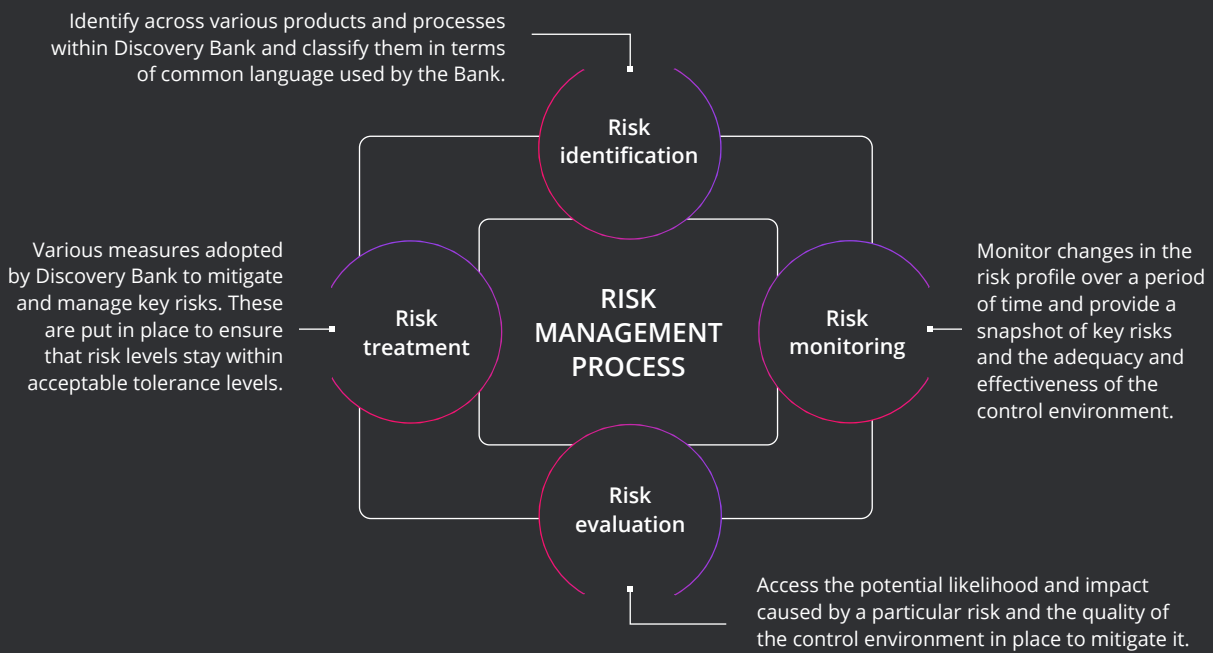 Identify across various products and processes
within Discovery Bank and classify them in terms
of common language used by the Bank.
Risk
identification
Various measures adopted
by Discovery Bank to mitigate
and manage key risks. These
are put in place to ensure
that risk levels stay within
acceptable tolerance levels.
Risk
treatment
RISK
MANAGEMENT
PROCESS
Risk
monitoring
Monitor changes in the
risk profile over a period
of time and provide a
snapshot of key risks
and the adequacy and
effectiveness of the
control environment.
Risk
evaluation
Access the potential likelihood and impact
caused by a particular risk and the quality of
the control environment in place to mitigate it.